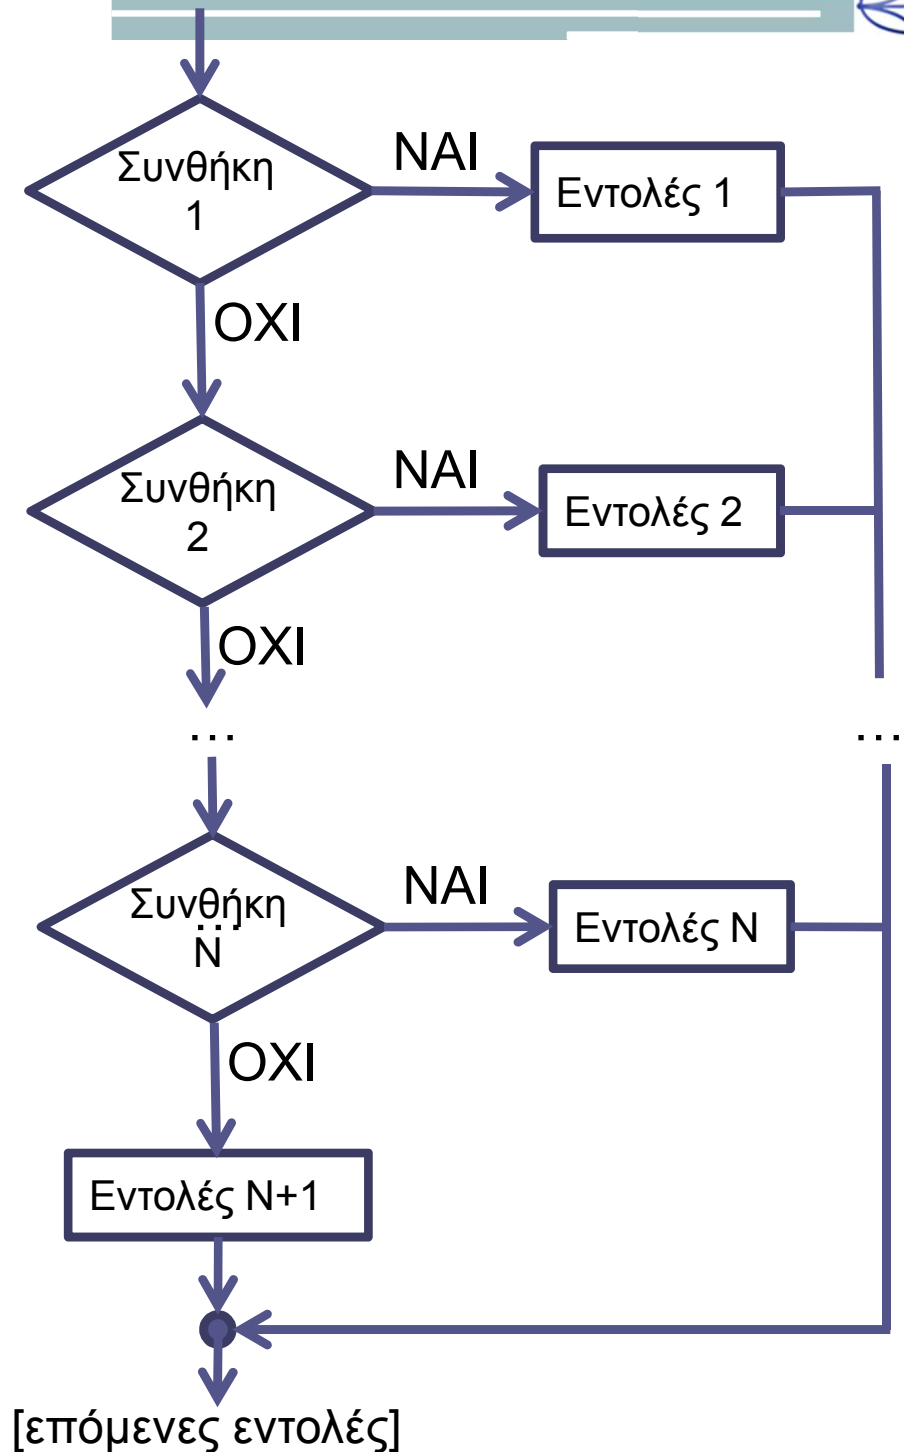 Συνθήκη
1
ΝΑΙ
Εντολές 1
ΟΧΙ
Συνθήκη
2
ΝΑΙ
Εντολές 2
ΟΧΙ
...
...
Συνθήκη
...
Ν
ΝΑΙ
Εντολές Ν
ΟΧΙ
Εντολές Ν+1
[επόμενες εντολές]